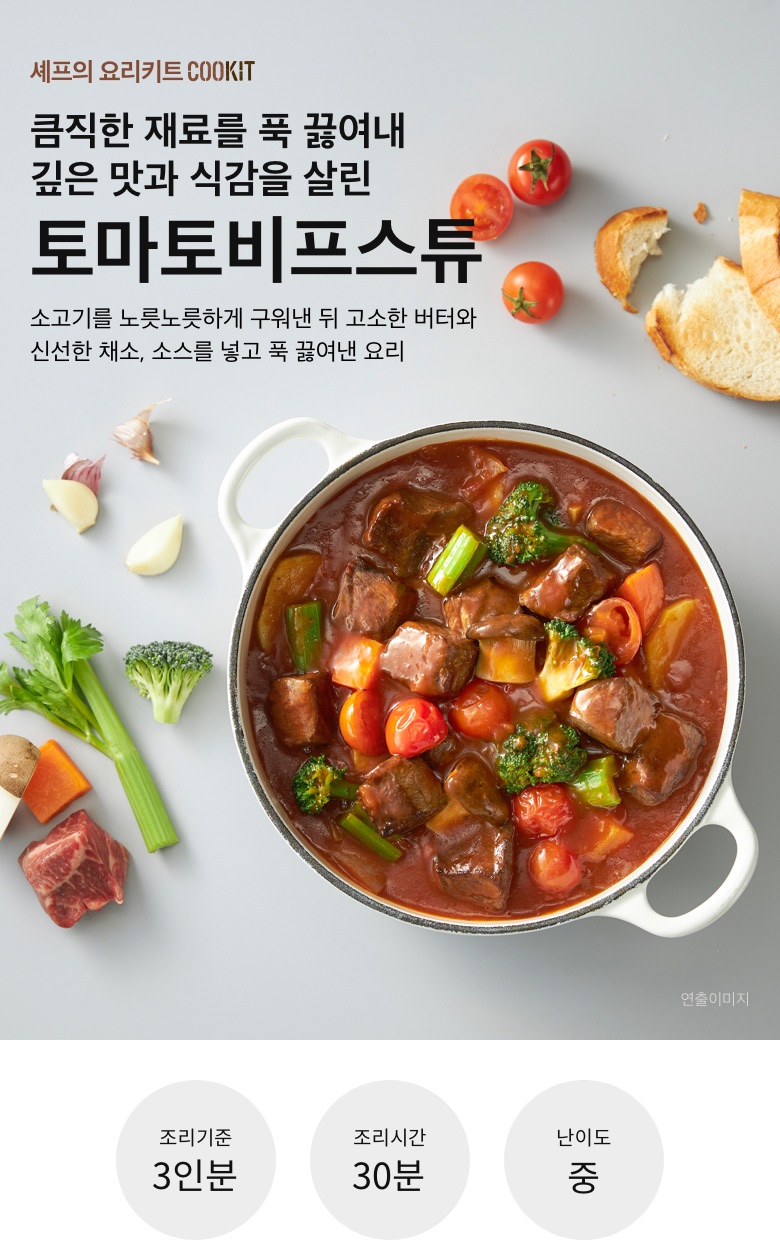 셰프의 요리키트 COOKIT
큼직한 재료를 푹 끓여내
깊은 맛과 식감을 살린
토마토비프스튜
소고기를 노릇노릇하게 구워낸 뒤 고소한 버터와
신선한 채소, 소스를 넣고 푹 끓여낸 요리
연출이미지
조리기준
3인분
조리시간
30분
난이도
중